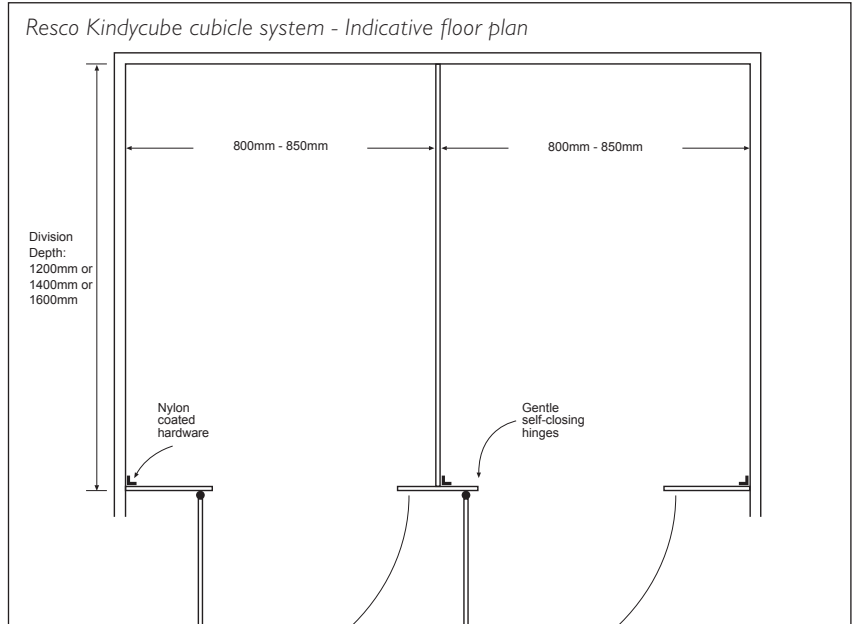 Resco Kindycube cubicle system - Indicative floor plan
800mm - 850mm
800mm - 850mm
Division
Depth:
1200mm or
1400mm or
1600mm
Nylon
coated
hardware
Gentle
self-closing
hinges